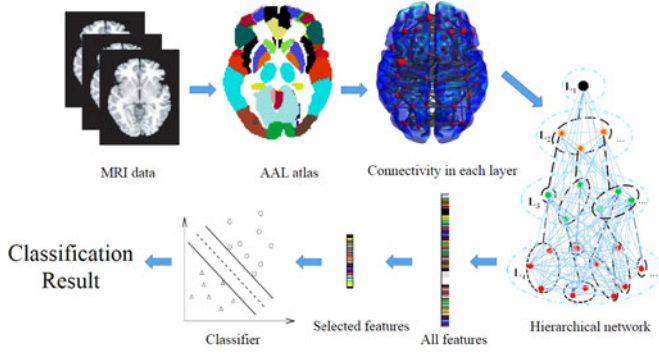 MRI data
AAL atlas
Connectivity in each layer
L1
L2
...
L3
...
L4
...
Hierarchical network
All features
Selected features
Classifier
Classification
Result